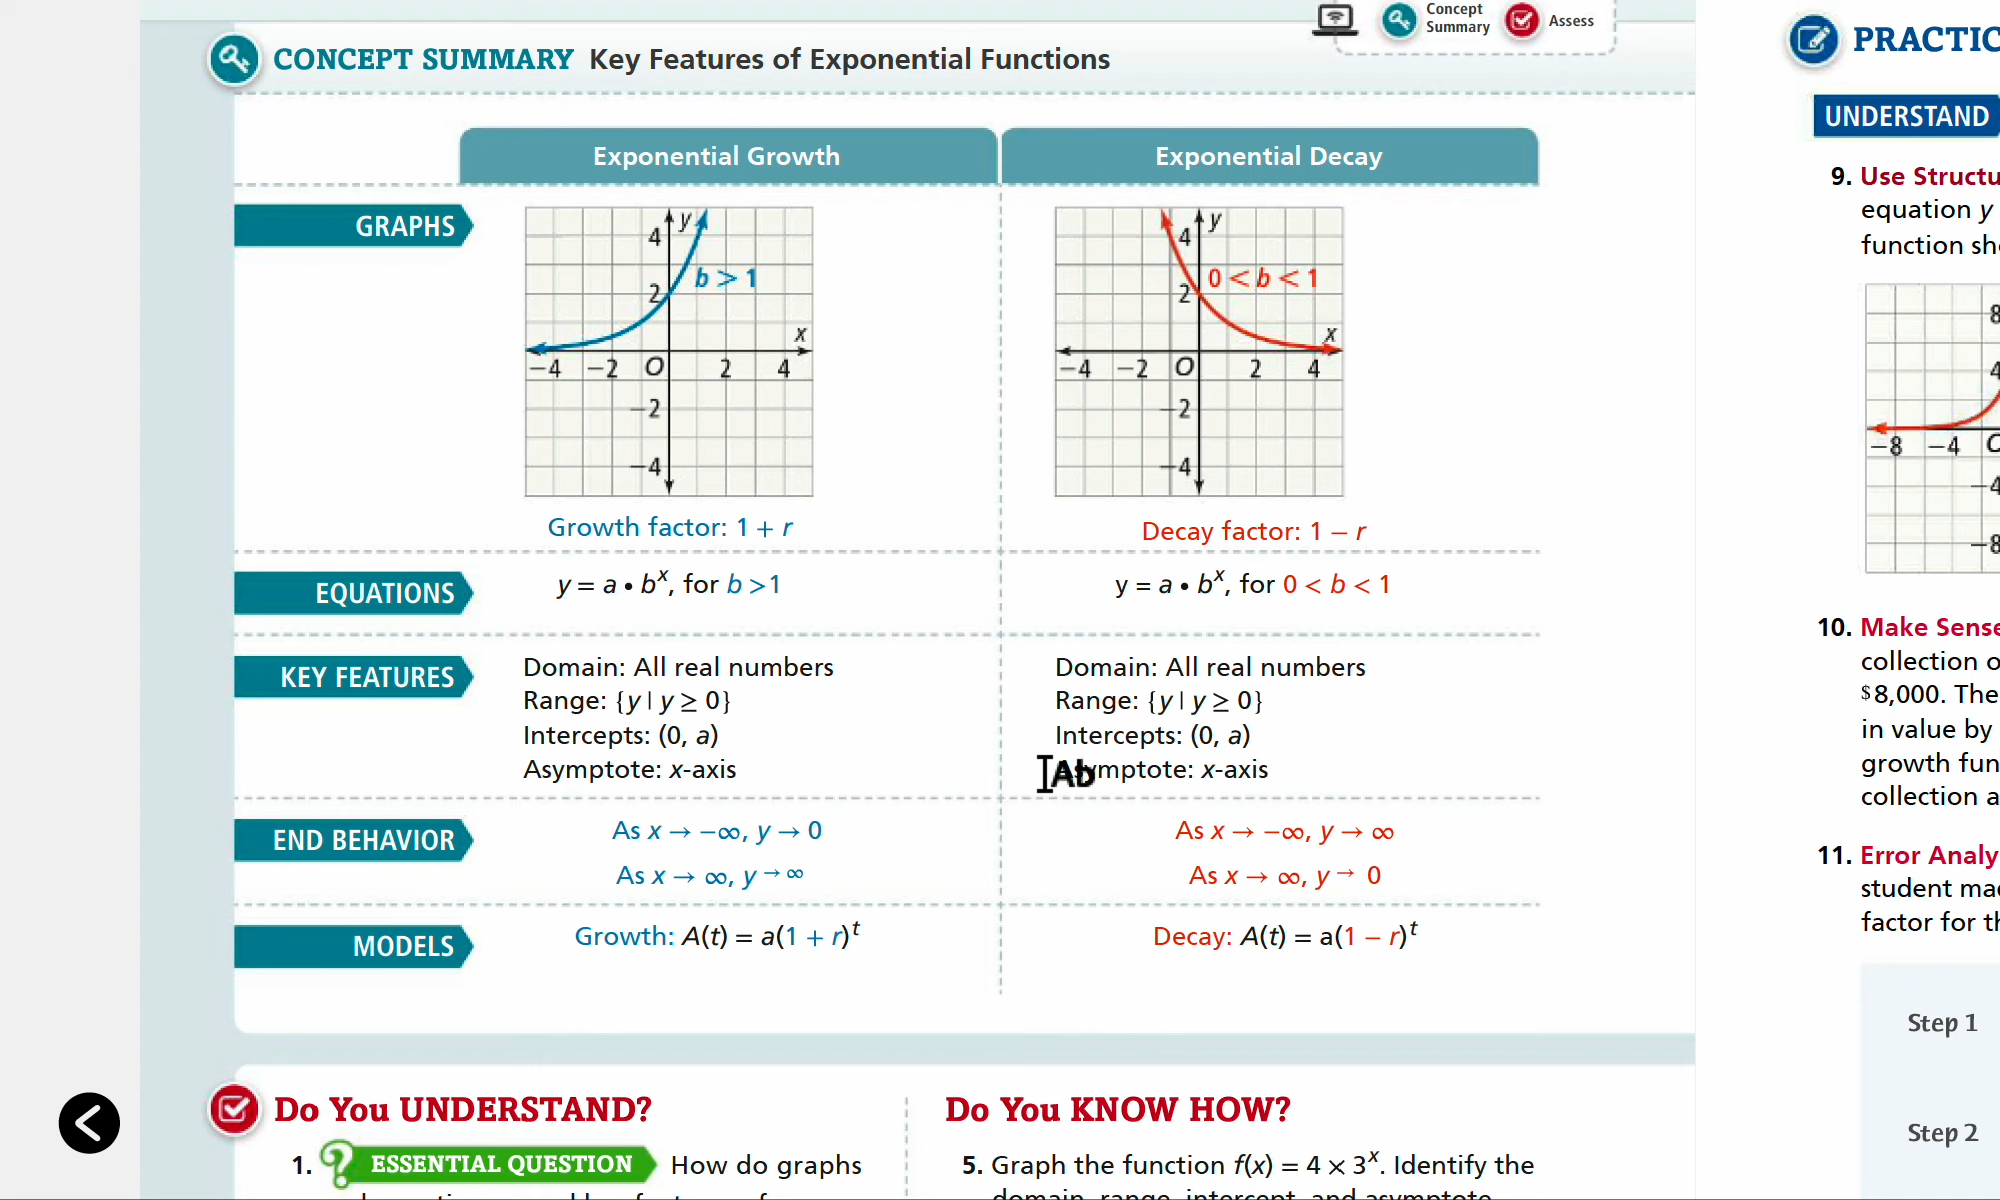 Concept
Summary
Assess
CONCEPT SUMMARY Key Features of Exponential Functions
Exponential Growth
Exponential Decay
GRAPHS
y
4
b > 1
2
x
−4 −2 O 2 4
−2
−4
Growth factor: 1 + r
y
4
0 < b < 1
2
x
−4 −2 O 2 4
−2
−4
Decay factor: 1 − r
EQUATIONS
y = a • b^x, for b >1
y = a • b^x, for 0 < b < 1
KEY FEATURES
Domain: All real numbers
Range: {y | y ≥ 0}
Intercepts: (0, a)
Asymptote: x-axis
Domain: All real numbers
Range: {y | y ≥ 0}
Intercepts: (0, a)
Asymptote: x-axis
Ab
END BEHAVIOR
As x → −∞, y → 0
As x → ∞, y → ∞
As x → −∞, y → ∞
As x → ∞, y → 0
MODELS
Growth: A(t) = a(1 + r)^t
Decay: A(t) = a(1 − r)^t
Do You UNDERSTAND?
1. ? ESSENTIAL QUESTION How do graphs
Do You KNOW HOW?
5. Graph the function f(x) = 4 × 3^x. Identify the
domain, range, intercept, and asymptote
PRACTIC
UNDERSTAND
9. Use Structu
equation y
function sh
8
4
−8 −4
−4
−8
10. Make Sense
collection o
$8,000. The
in value by
growth fun
collection a
11. Error Analy
student ma
factor for th
Step 1
Step 2